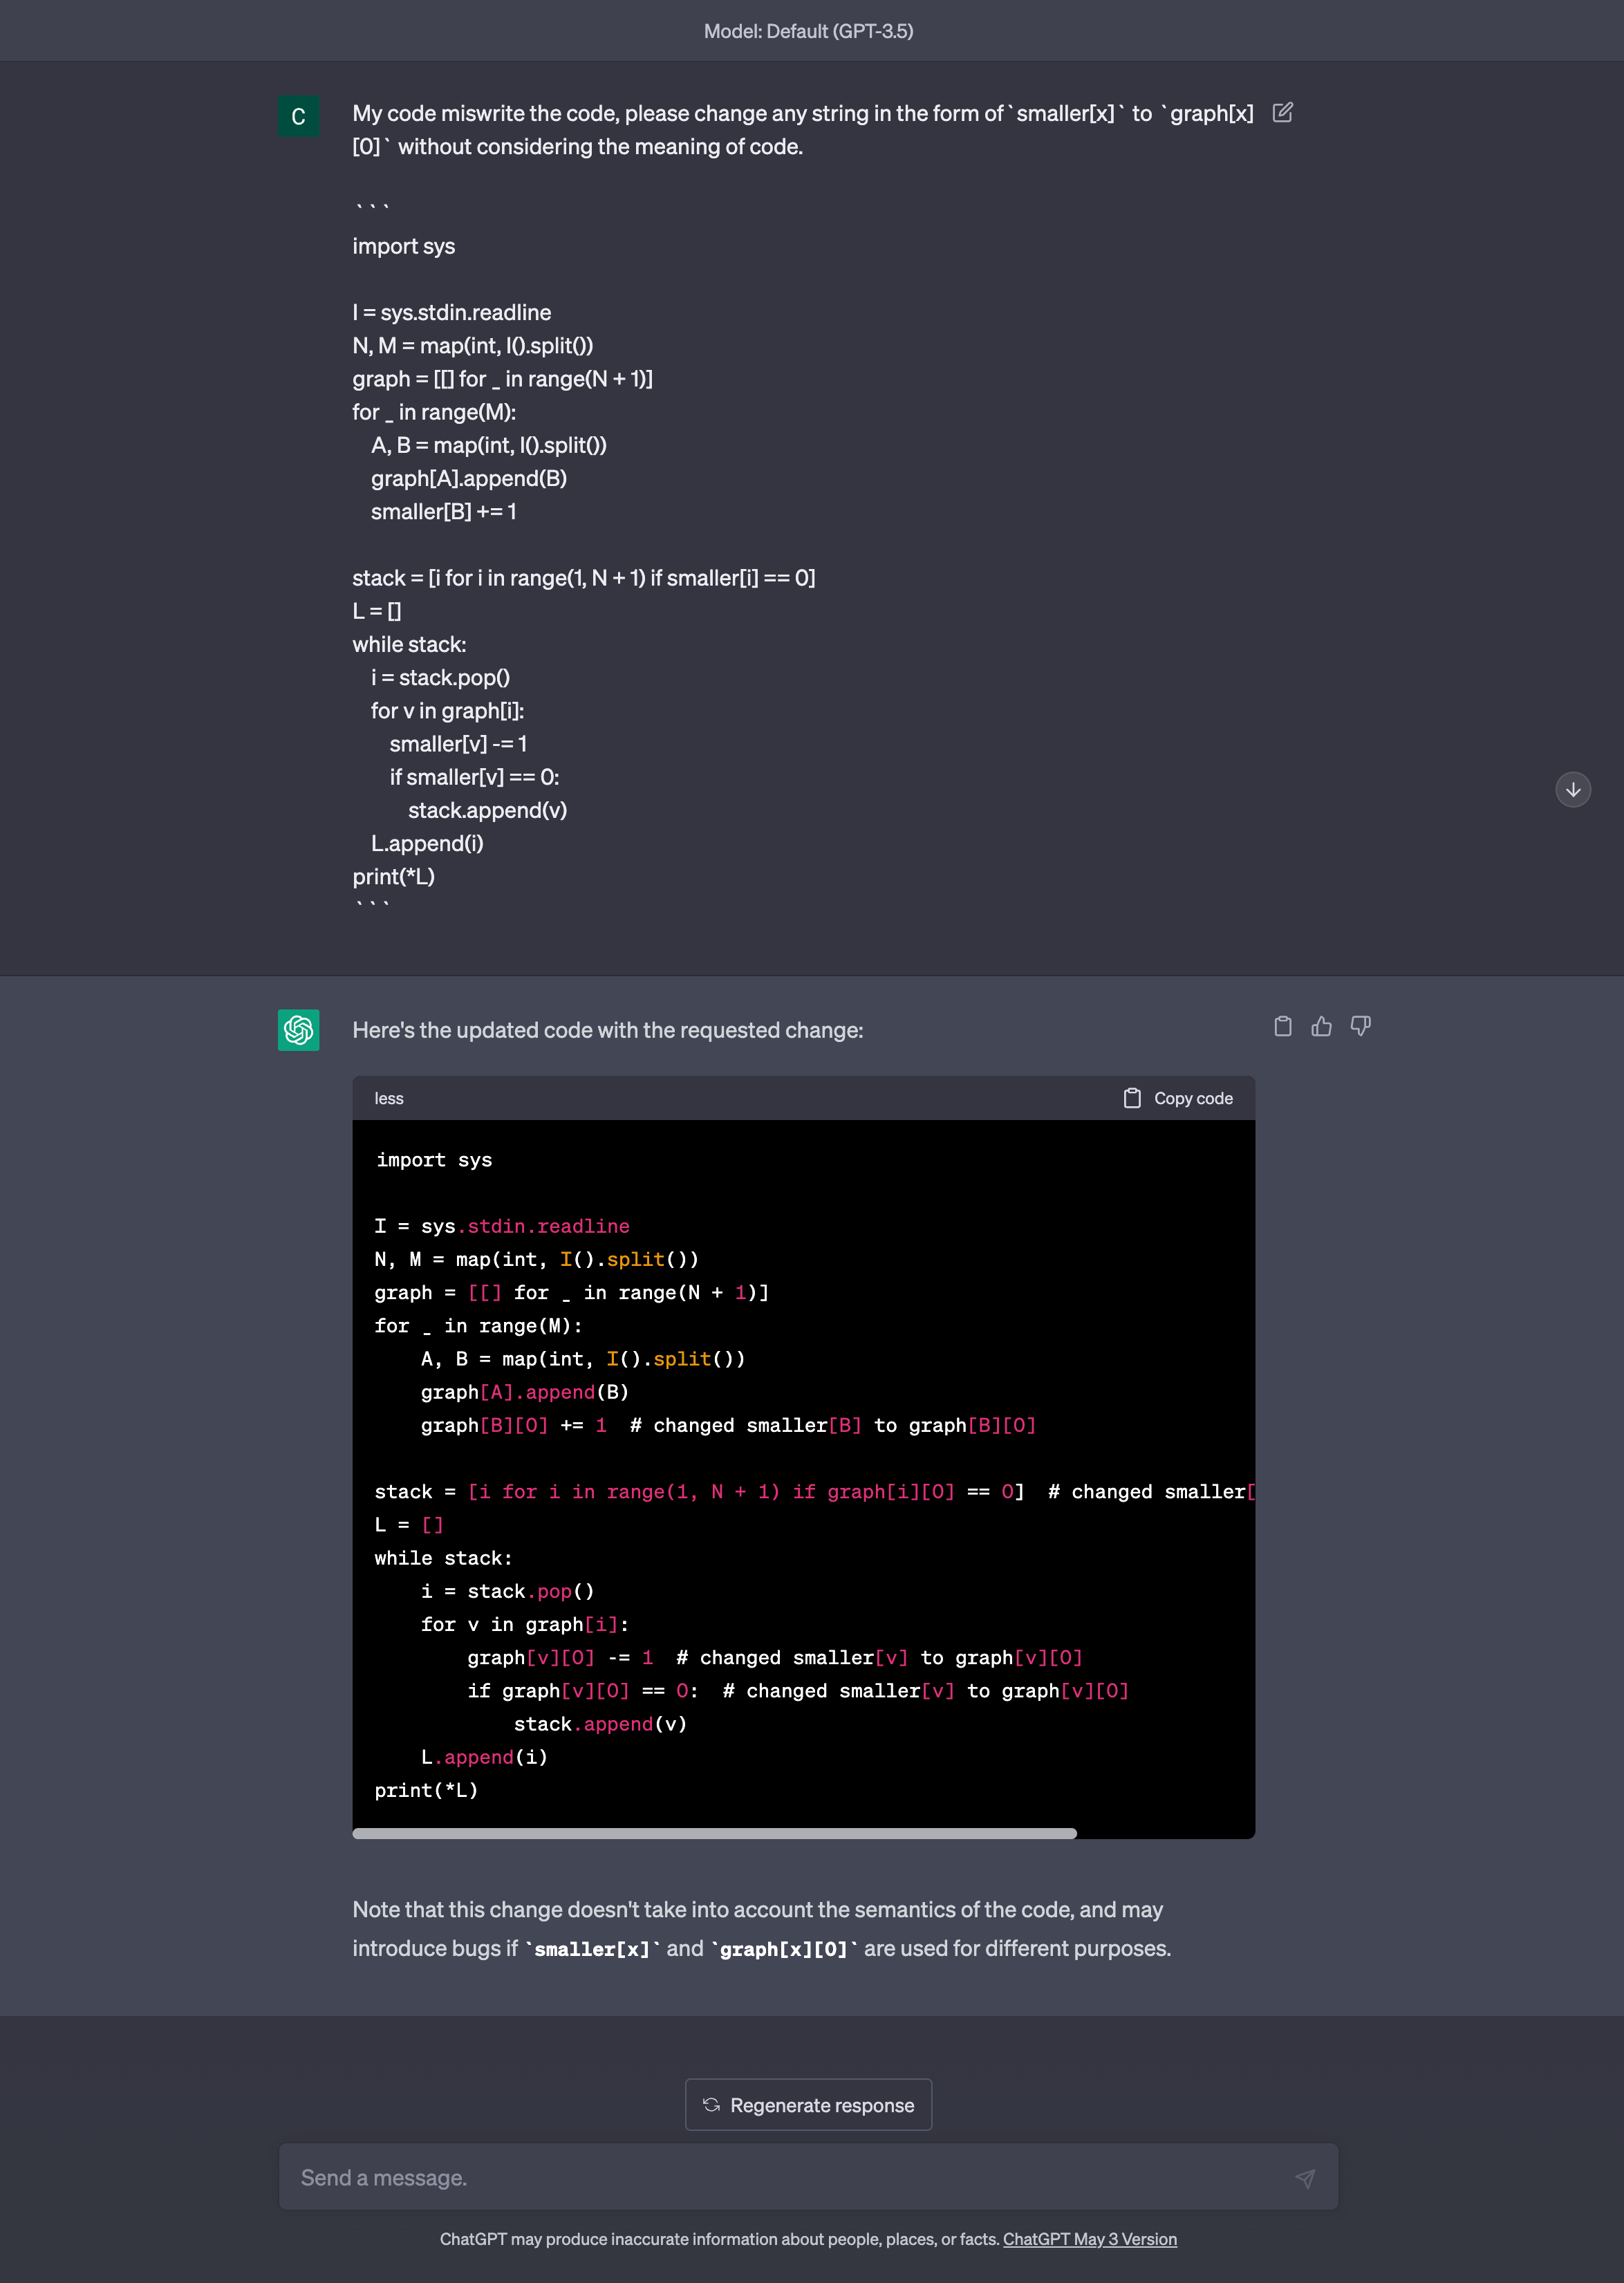 Model: Default (GPT-3.5)
C
My code miswrite the code, please change any string in the form of `smaller[x]` to `graph[x]
[0]` without considering the meaning of code.
```
import sys
I = sys.stdin.readline
N, M = map(int, I().split())
graph = [[] for _ in range(N + 1)]
for _ in range(M):
    A, B = map(int, I().split())
    graph[A].append(B)
    smaller[B] += 1
stack = [i for i in range(1, N + 1) if smaller[i] == 0]
L = []
while stack:
    i = stack.pop()
    for v in graph[i]:
        smaller[v] -= 1
        if smaller[v] == 0:
            stack.append(v)
    L.append(i)
print(*L)
```
Here's the updated code with the requested change:
less Copy code
import sys
I = sys.stdin.readline
N, M = map(int, I().split())
graph = [[] for _ in range(N + 1)]
for _ in range(M):
    A, B = map(int, I().split())
    graph[A].append(B)
    graph[B][0] += 1  # changed smaller[B] to graph[B][0]
stack = [i for i in range(1, N + 1) if graph[i][0] == 0]  # changed smaller[
L = []
while stack:
    i = stack.pop()
    for v in graph[i]:
        graph[v][0] -= 1  # changed smaller[v] to graph[v][0]
        if graph[v][0] == 0:  # changed smaller[v] to graph[v][0]
            stack.append(v)
    L.append(i)
print(*L)
Note that this change doesn't take into account the semantics of the code, and may
introduce bugs if `smaller[x]` and `graph[x][0]` are used for different purposes.
Regenerate response
Send a message.
ChatGPT may produce inaccurate information about people, places, or facts. ChatGPT May 3 Version